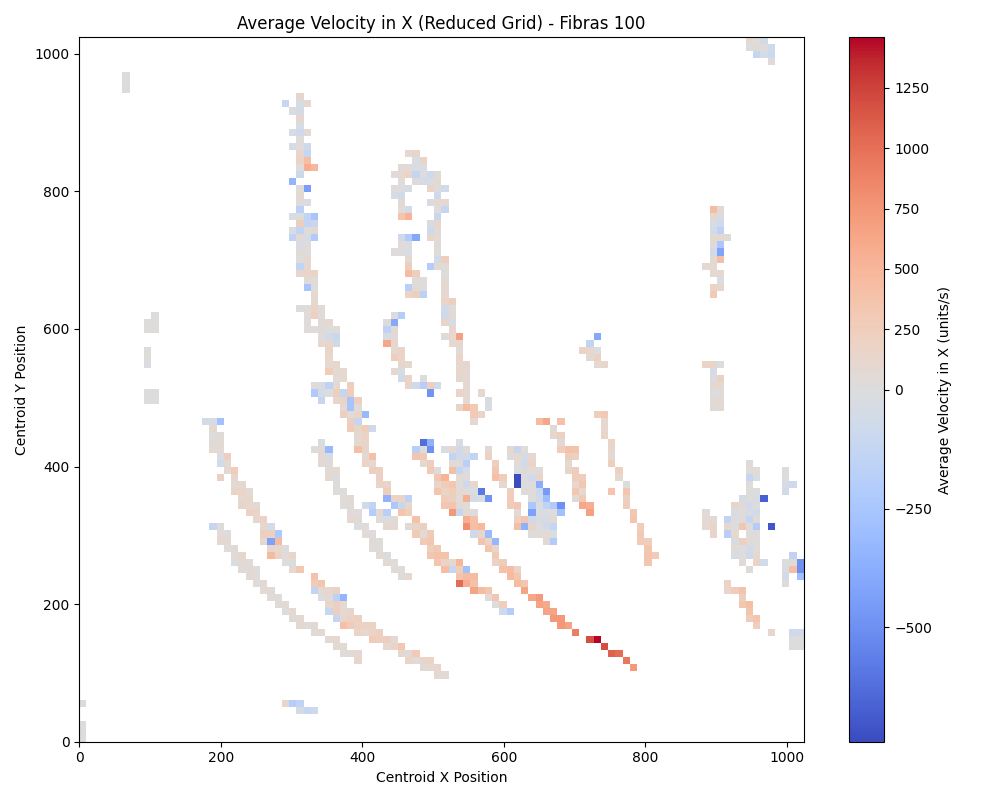 Average Velocity in X (Reduced Grid) - Fibras 100
1000
800
600
400
200
0
Centroid Y Position
0 200 400 600 800 1000
Centroid X Position
1250
1000
750
500
250
0
−250
−500
Average Velocity in X (units/s)